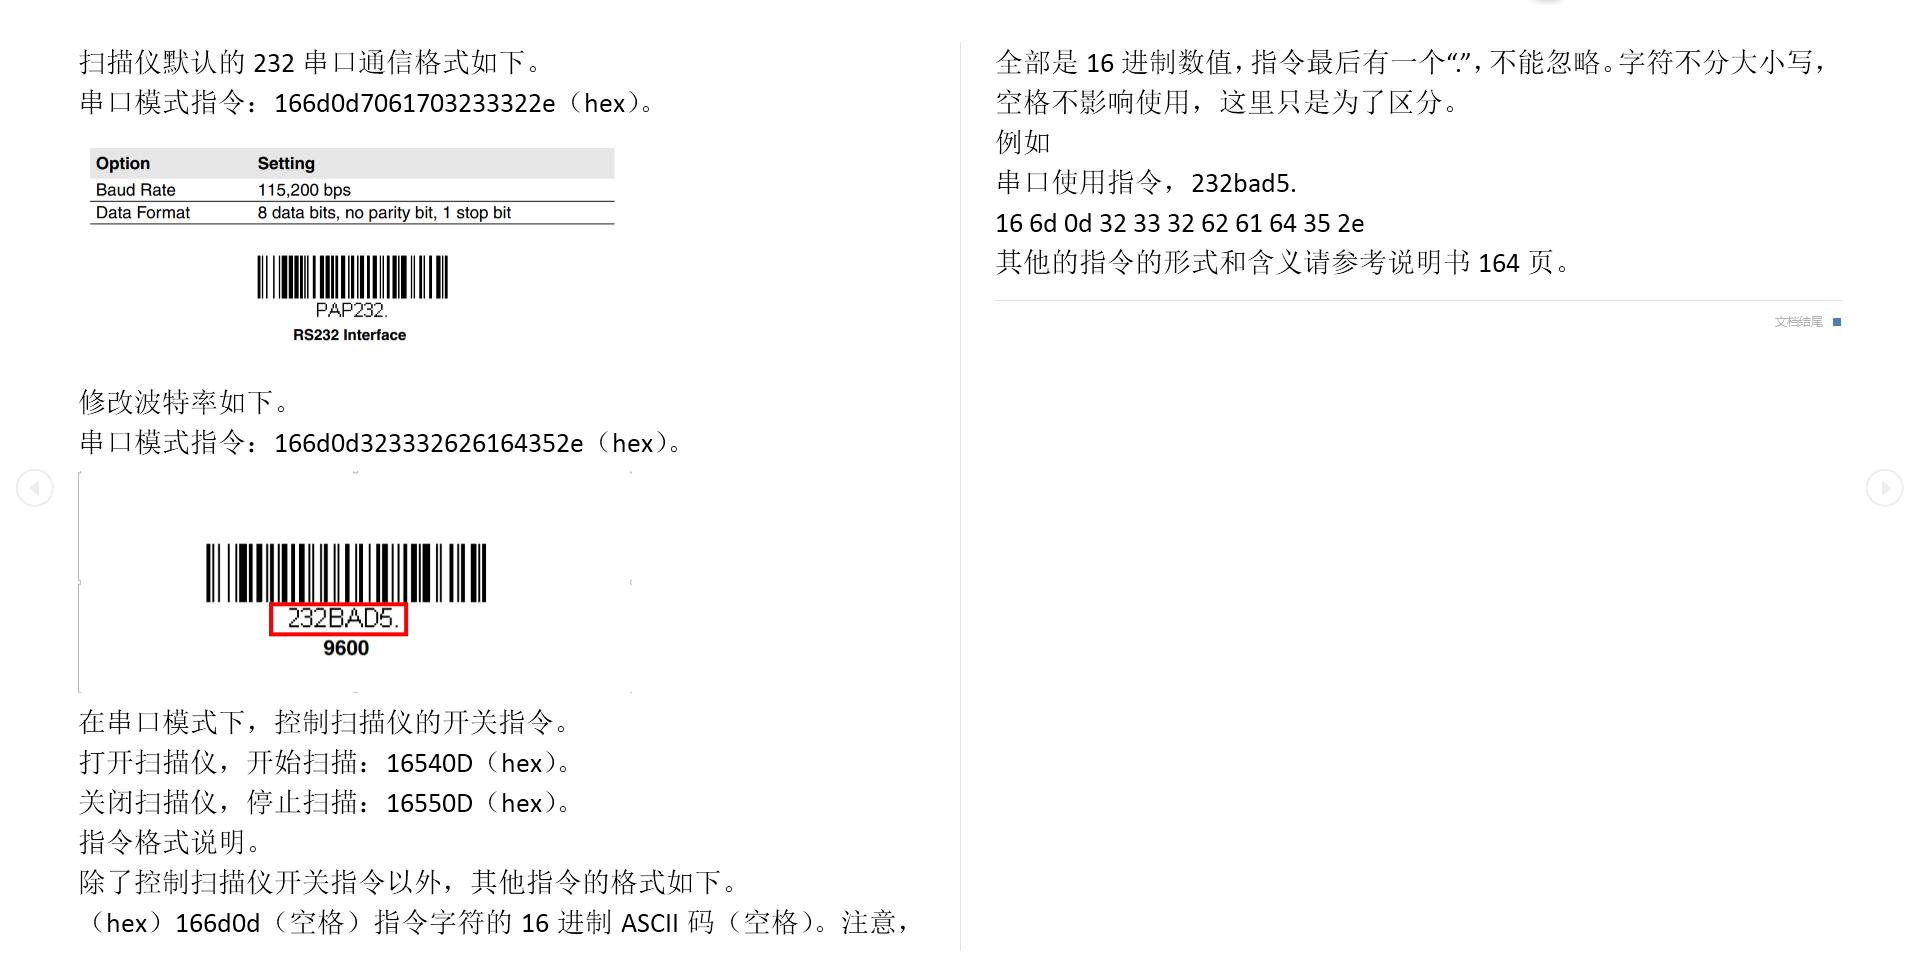 扫描仪默认的 232 串口通信格式如下。
串口模式指令：166d0d7061703233322e（hex）。
Option Setting
Baud Rate 115,200 bps
Data Format 8 data bits, no parity bit, 1 stop bit
PAP232.
RS232 Interface
修改波特率如下。
串口模式指令：166d0d323332626164352e（hex）。
232BAD5.
9600
在串口模式下，控制扫描仪的开关指令。
打开扫描仪，开始扫描：16540D（hex）。
关闭扫描仪，停止扫描：16550D（hex）。
指令格式说明。
除了控制扫描仪开关指令以外，其他指令的格式如下。
（hex）166d0d（空格）指令字符的 16 进制 ASCII 码（空格）。注意，
全部是 16 进制数值，指令最后有一个“.”，不能忽略。字符不分大小写，
空格不影响使用，这里只是为了区分。
例如
串口使用指令，232bad5.
16 6d 0d 32 33 32 62 61 64 35 2e
其他的指令的形式和含义请参考说明书 164 页。
文档结尾